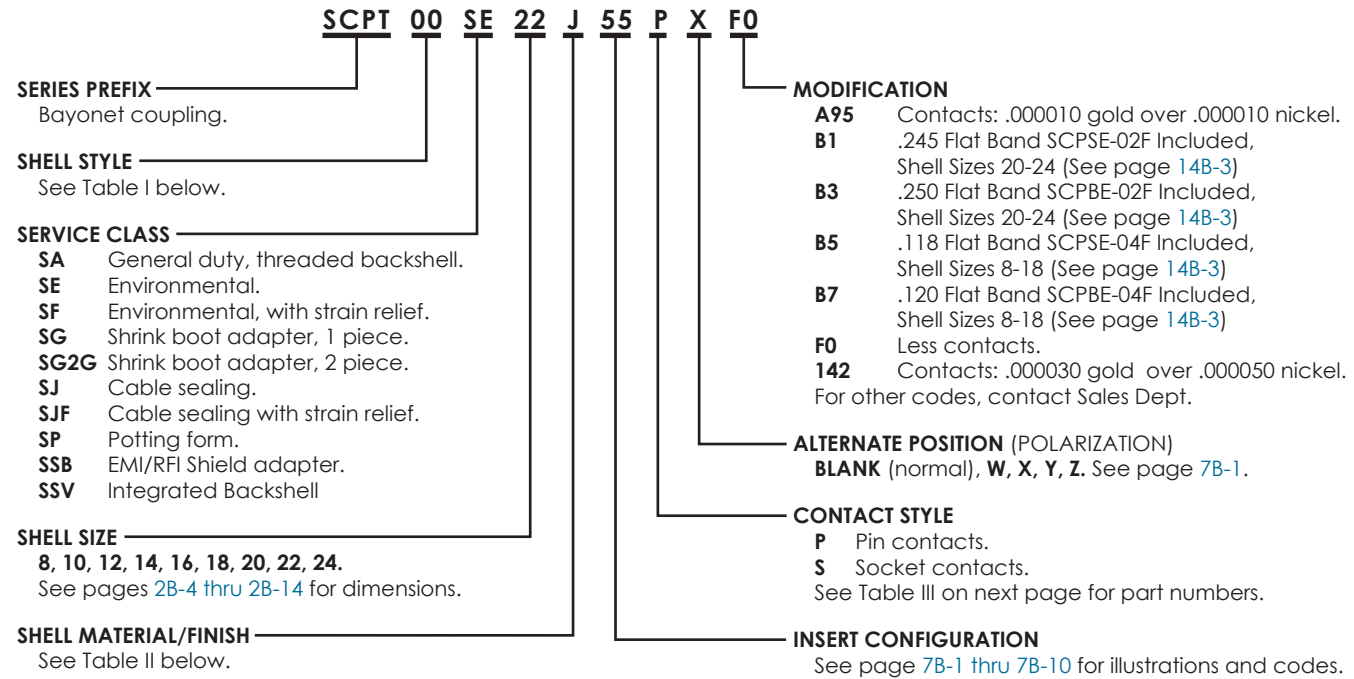 SCPT 00 SE 22 J 55 P X F0
SERIES PREFIX
Bayonet coupling.
SHELL STYLE
See Table I below.
SERVICE CLASS
SA General duty, threaded backshell.
SE Environmental.
SF Environmental, with strain relief.
SG Shrink boot adapter, 1 piece.
SG2G Shrink boot adapter, 2 piece.
SJ Cable sealing.
SJF Cable sealing with strain relief.
SP Potting form.
SSB EMI/RFI Shield adapter.
SSV Integrated Backshell
SHELL SIZE
8, 10, 12, 14, 16, 18, 20, 22, 24.
See pages 2B-4 thru 2B-14 for dimensions.
SHELL MATERIAL/FINISH
See Table II below.
MODIFICATION
A95 Contacts: .000010 gold over .000010 nickel.
B1 .245 Flat Band SCPSE-02F Included,
Shell Sizes 20-24 (See page 14B-3)
B3 .250 Flat Band SCPBE-02F Included,
Shell Sizes 20-24 (See page 14B-3)
B5 .118 Flat Band SCPSE-04F Included,
Shell Sizes 8-18 (See page 14B-3)
B7 .120 Flat Band SCPBE-04F Included,
Shell Sizes 8-18 (See page 14B-3)
F0 Less contacts.
142 Contacts: .000030 gold over .000050 nickel.
For other codes, contact Sales Dept.
ALTERNATE POSITION (POLARIZATION)
BLANK (normal), W, X, Y, Z. See page 7B-1.
CONTACT STYLE
P Pin contacts.
S Socket contacts.
See Table III on next page for part numbers.
INSERT CONFIGURATION
See page 7B-1 thru 7B-10 for illustrations and codes.